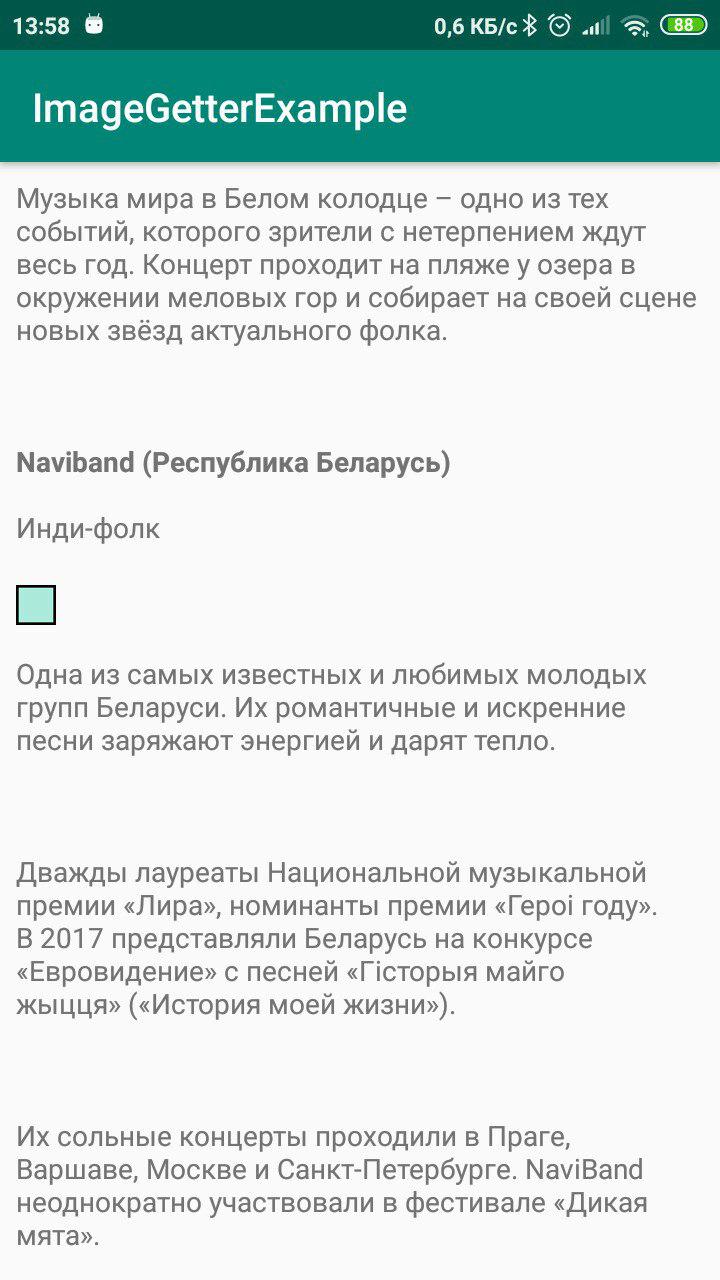 13:58 0,6 КБ/с 88
ImageGetterExample
Музыка мира в Белом колодце – одно из тех
событий, которого зрители с нетерпением ждут
весь год. Концерт проходит на пляже у озера в
окружении меловых гор и собирает на своей сцене
новых звёзд актуального фолка.
Naviband (Республика Беларусь)
Инди-фолк
Одна из самых известных и любимых молодых
групп Беларуси. Их романтичные и искренние
песни заряжают энергией и дарят тепло.
Дважды лауреаты Национальной музыкальной
премии «Лира», номинанты премии «Героі году».
В 2017 представляли Беларусь на конкурсе
«Евровидение» с песней «Гісторыя майго
жыцця» («История моей жизни»).
Их сольные концерты проходили в Праге,
Варшаве, Москве и Санкт-Петербурге. NaviBand
неоднократно участвовали в фестивале «Дикая
мята».